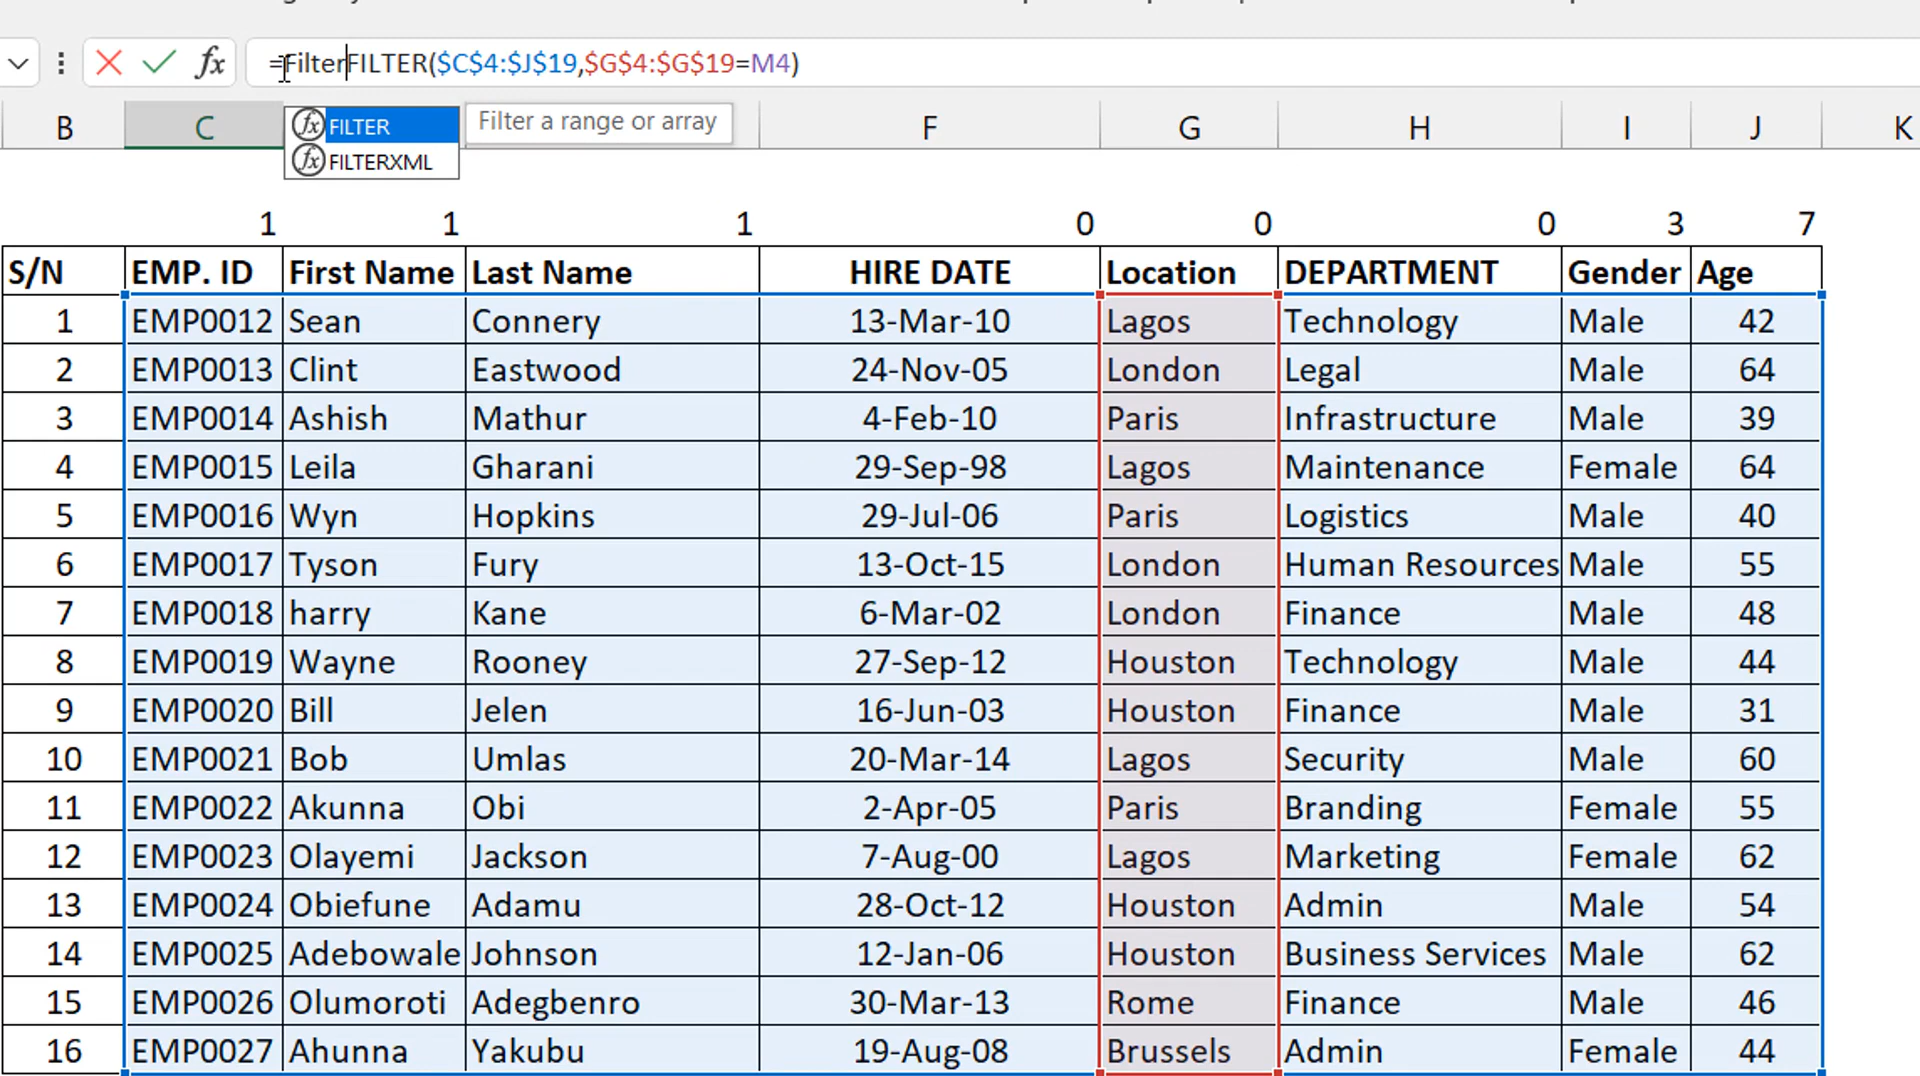 =FilterFILTER($C$4:$J$19,$G$4:$G$19=M4)
B C F G H I J K
FILTER Filter a range or array
FILTERXML
1 1 1 0 0 0 3 7
S/N EMP. ID First Name Last Name HIRE DATE Location DEPARTMENT Gender Age
1 EMP0012 Sean Connery 13-Mar-10 Lagos Technology Male 42
2 EMP0013 Clint Eastwood 24-Nov-05 London Legal Male 64
3 EMP0014 Ashish Mathur 4-Feb-10 Paris Infrastructure Male 39
4 EMP0015 Leila Gharani 29-Sep-98 Lagos Maintenance Female 64
5 EMP0016 Wyn Hopkins 29-Jul-06 Paris Logistics Male 40
6 EMP0017 Tyson Fury 13-Oct-15 London Human Resources Male 55
7 EMP0018 harry Kane 6-Mar-02 London Finance Male 48
8 EMP0019 Wayne Rooney 27-Sep-12 Houston Technology Male 44
9 EMP0020 Bill Jelen 16-Jun-03 Houston Finance Male 31
10 EMP0021 Bob Umlas 20-Mar-14 Lagos Security Male 60
11 EMP0022 Akunna Obi 2-Apr-05 Paris Branding Female 55
12 EMP0023 Olayemi Jackson 7-Aug-00 Lagos Marketing Female 62
13 EMP0024 Obiefune Adamu 28-Oct-12 Houston Admin Male 54
14 EMP0025 Adebowale Johnson 12-Jan-06 Houston Business Services Male 62
15 EMP0026 Olumoroti Adegbenro 30-Mar-13 Rome Finance Male 46
16 EMP0027 Ahunna Yakubu 19-Aug-08 Brussels Admin Female 44